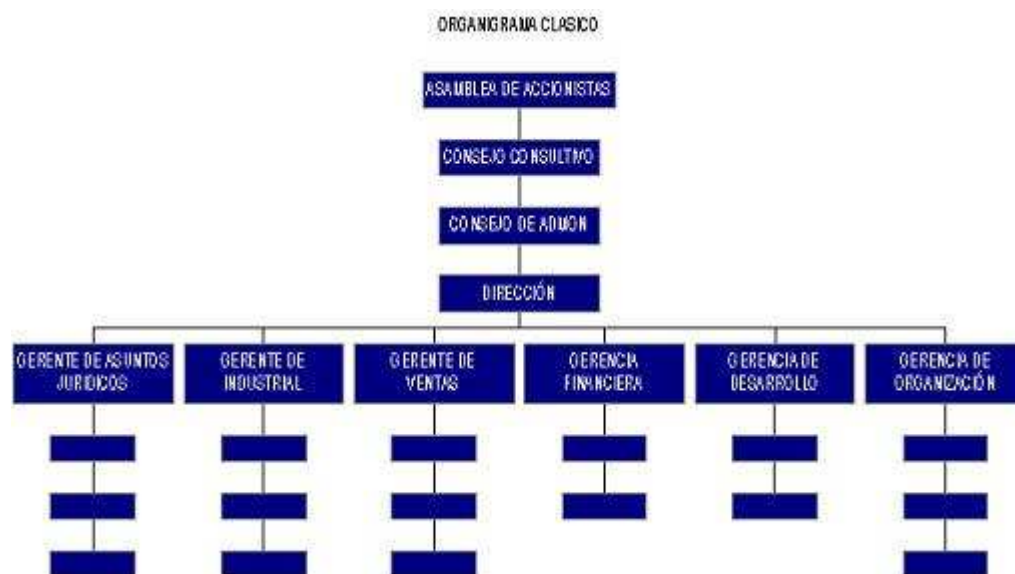 ORGANIGRAMA CLASICO
ASAMBLEA DE ACCIONISTAS
CONSEJO CONSULTIVO
CONSEJO DE ADMON
DIRECCIÓN
GERENTE DE ASUNTOS
JURIDICOS
GERENTE DE
INDUSTRIAL
GERENTE DE
VENTAS
GERENCIA
FINANCIERA
GERENCIA DE
DESARROLLO
GERENCIA DE
ORGANIZACIÓN